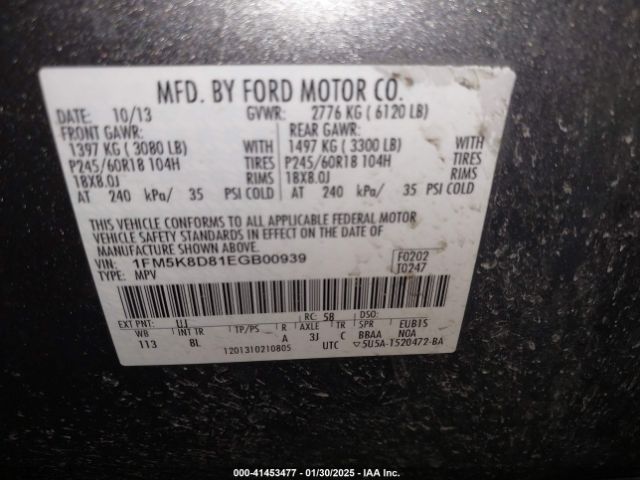 MFD. BY FORD MOTOR CO.
DATE: 10/13 GVWR: 2776 KG ( 6120 LB)
FRONT GAWR: REAR GAWR:
1397 KG ( 3080 LB) WITH 1497 KG ( 3300 LB) WITH
P245/60R18 104H TIRES P245/60R18 104H TIRES
18X8.0J RIMS 18X8.0J RIMS
AT 240 kPa/ 35 PSI COLD AT 240 kPa/ 35 PSI COLD
THIS VEHICLE CONFORMS TO ALL APPLICABLE FEDERAL MOTOR
VEHICLE SAFETY STANDARDS IN EFFECT ON THE DATE OF
MANUFACTURE SHOWN ABOVE.
VIN: 1FM5K8D81EGB00939 F0202
TYPE: MPV T0247
EXT PNT: UJ RC: 58 DSO:
WB INT TR TP/PS R AXLE TR SPR EUB1S
113 BL A 3J C BBAA NOA
1201310210805 UTC ▽5U5A-1520472-BA
000-41453477 - 01/30/2025 - IAA Inc.